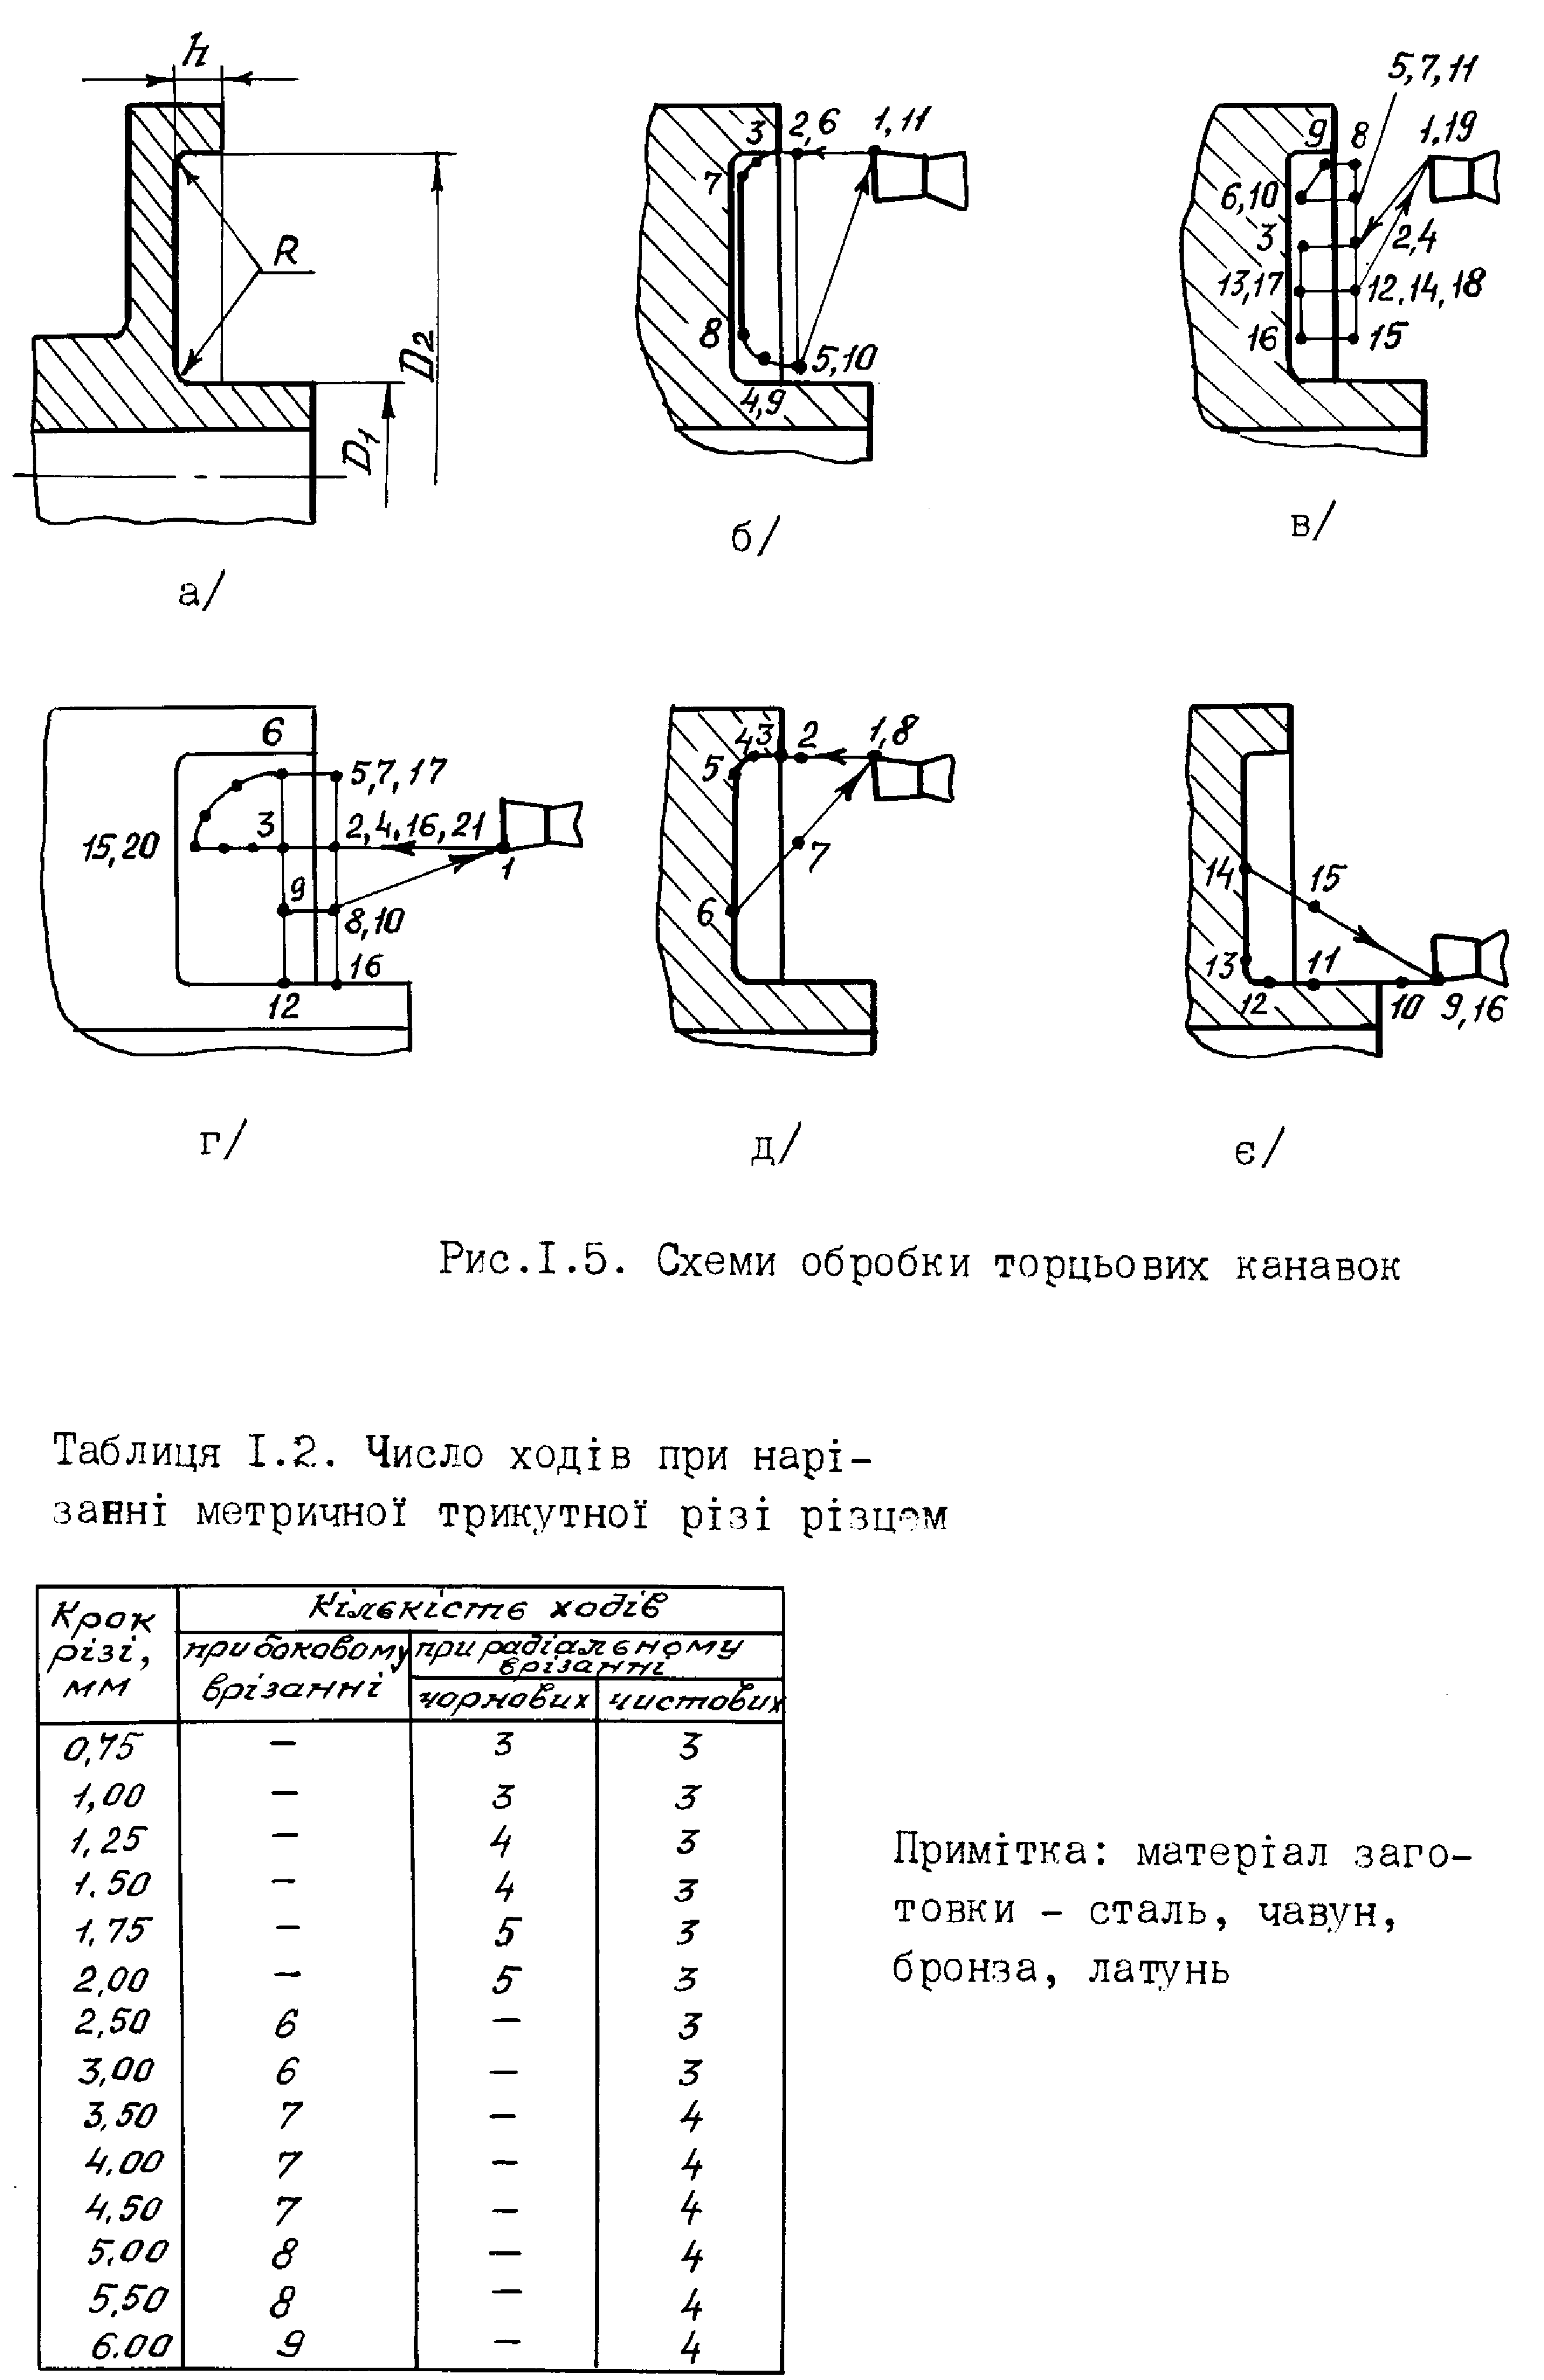 h
R
D2
D1
а/
3
2,6
1,11
7
8
5,10
4,9
б/
5,7,11
9
8
1,19
6,10
3
2,4
13,17
12,14,18
16
15
в/
6
5,7,17
15,20
3
2,4,16,21
1
9
8,10
16
12
г/
4
3
2
1,8
5
7
6
д/
14
15
13
11
12
10
9,16
є/
Рис.I.5. Схеми обробки торцьових канавок
Таблиця I.2. Число ходів при нарі-
занні метричної трикутної різі різцем
Крок різі, мм
Кількість ходів
при боковому врізанні
при радіальному врізанні
чорнових чистових
0,75 – 3 3
1,00 – 3 3
1,25 – 4 3
1.50 – 4 3
1,75 – 5 3
2,00 – 5 3
2,50 6 – 3
3,00 6 – 3
3,50 7 – 4
4,00 7 – 4
4,50 7 – 4
5,00 8 – 4
5,50 8 – 4
6.00 9 – 4
Примітка: матеріал заго-
товки – сталь, чавун,
бронза, латунь